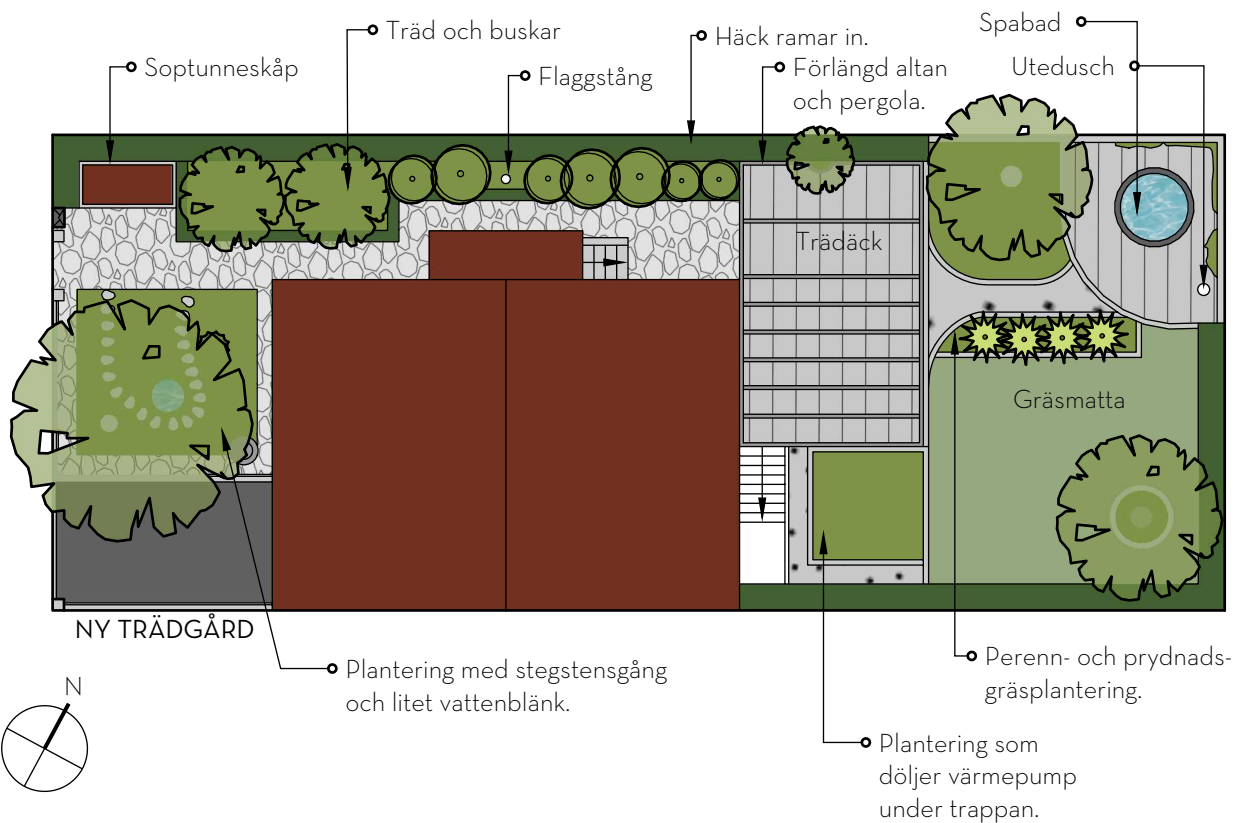 Spabad
Träd och buskar
Häck ramar in.
Soptunneskåp
Flaggstång
Förlängd altan
och pergola.
Utedusch
Trädäck
Gräsmatta
NY TRÄDGÅRD
Plantering med stegstensgång
och litet vattenblänk.
Perenn- och prydnads-
gräsplantering.
N
Plantering som
döljer värmepump
under trappan.